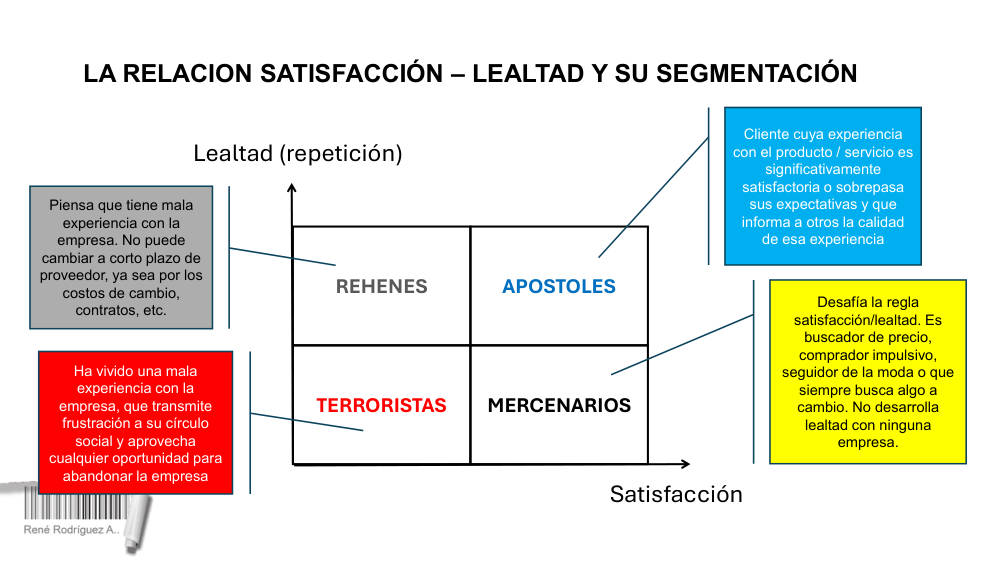 LA RELACION SATISFACCIÓN – LEALTAD Y SU SEGMENTACIÓN
Lealtad (repetición)
Piensa que tiene mala
experiencia con la
empresa. No puede
cambiar a corto plazo de
proveedor, ya sea por los
costos de cambio,
contratos, etc.
Cliente cuya experiencia
con el producto / servicio es
significativamente
satisfactoria o sobrepasa
sus expectativas y que
informa a otros la calidad
de esa experiencia
REHENES
APOSTOLES
Desafía la regla
satisfacción/lealtad. Es
buscador de precio,
comprador impulsivo,
seguidor de la moda o que
siempre busca algo a
cambio. No desarrolla
lealtad con ninguna
empresa.
Ha vivido una mala
experiencia con la
empresa, que transmite
frustración a su círculo
social y aprovecha
cualquier oportunidad para
abandonar la empresa
TERRORISTAS
MERCENARIOS
Satisfacción
René Rodríguez A..